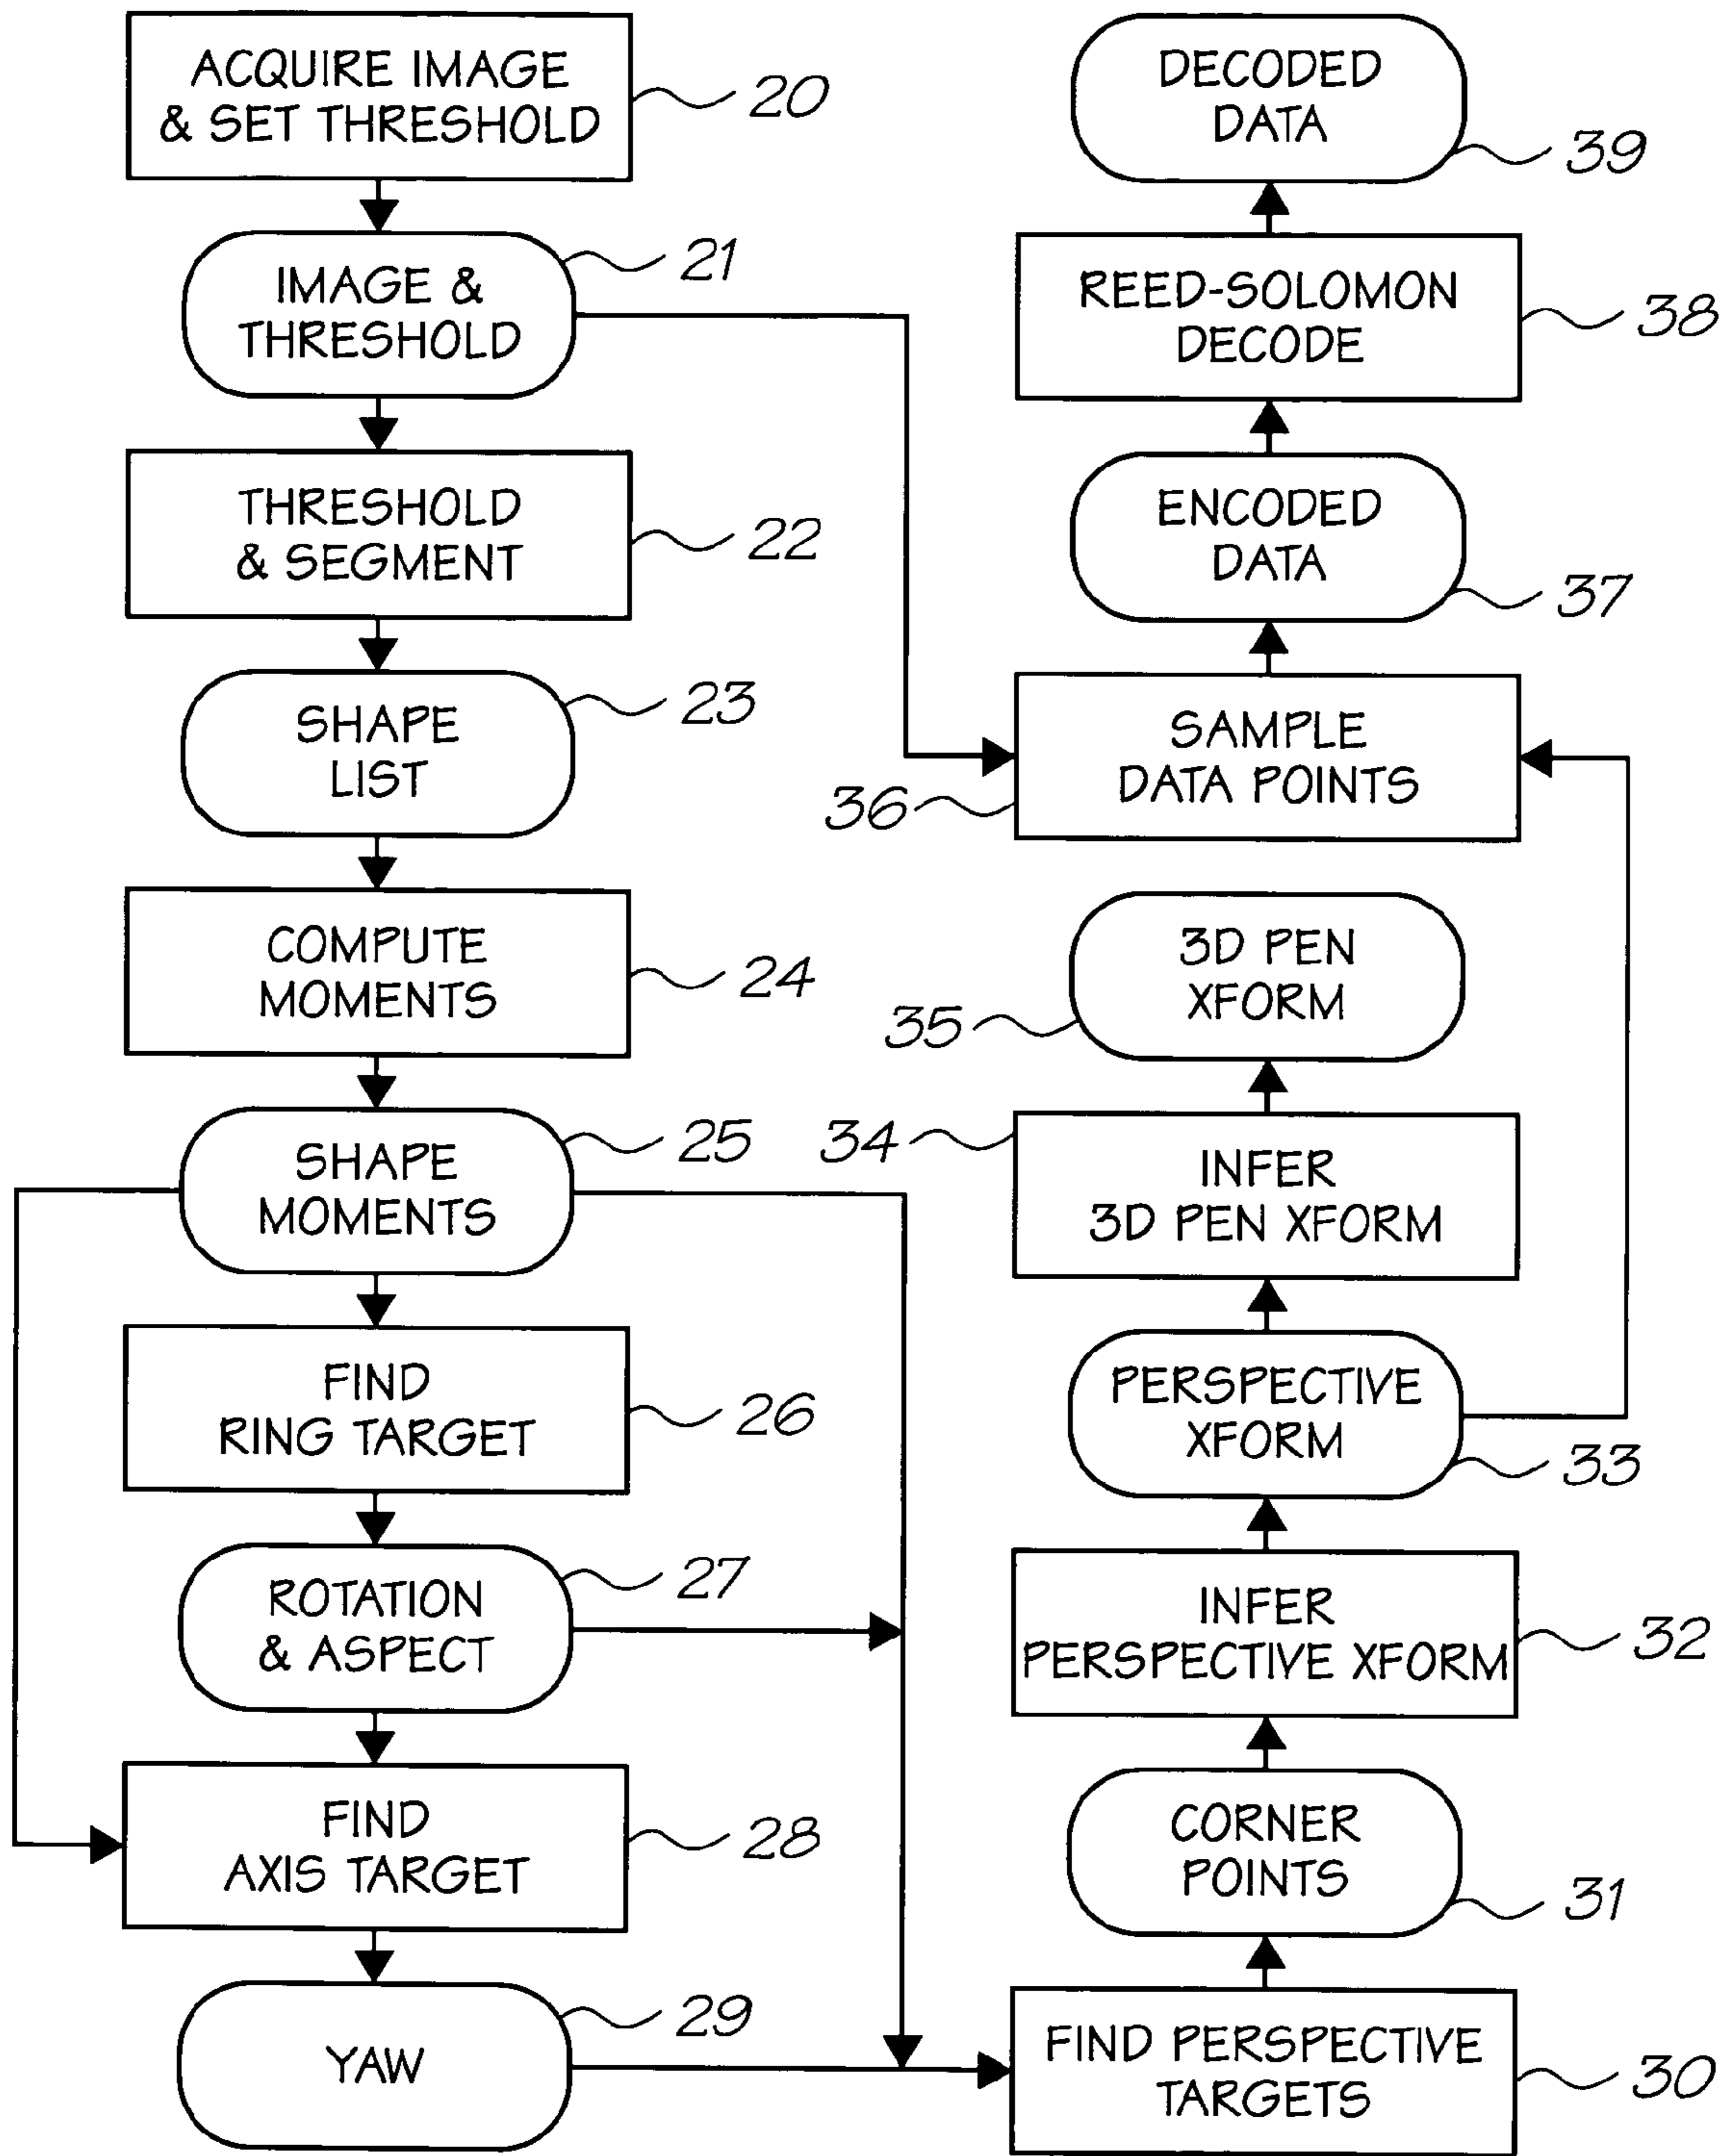 ACQUIRE IMAGE
& SET THRESHOLD
20
IMAGE &
THRESHOLD
21
THRESHOLD
& SEGMENT
22
SHAPE
LIST
23
COMPUTE
MOMENTS
24
SHAPE
MOMENTS
25
FIND
RING TARGET
26
ROTATION
& ASPECT
27
FIND
AXIS TARGET
28
YAW
29
DECODED
DATA
39
REED-SOLOMON
DECODE
38
ENCODED
DATA
37
SAMPLE
DATA POINTS
36
3D PEN
XFORM
35
34
INFER
3D PEN XFORM
PERSPECTIVE
XFORM
33
INFER
PERSPECTIVE XFORM
32
CORNER
POINTS
31
FIND PERSPECTIVE
TARGETS
30